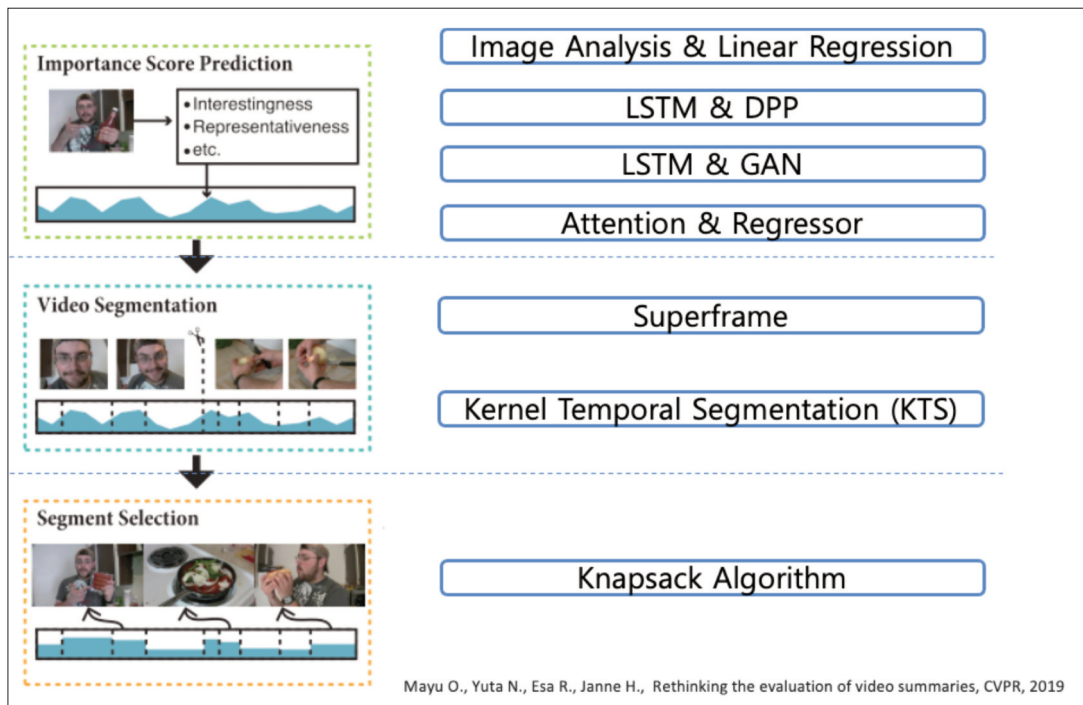 Importance Score Prediction
• Interestingness
• Representativeness
• etc.
Image Analysis & Linear Regression
LSTM & DPP
LSTM & GAN
Attention & Regressor
Video Segmentation
Superframe
Kernel Temporal Segmentation (KTS)
Segment Selection
Knapsack Algorithm
Mayu O., Yuta N., Esa R., Janne H., Rethinking the evaluation of video summaries, CVPR, 2019